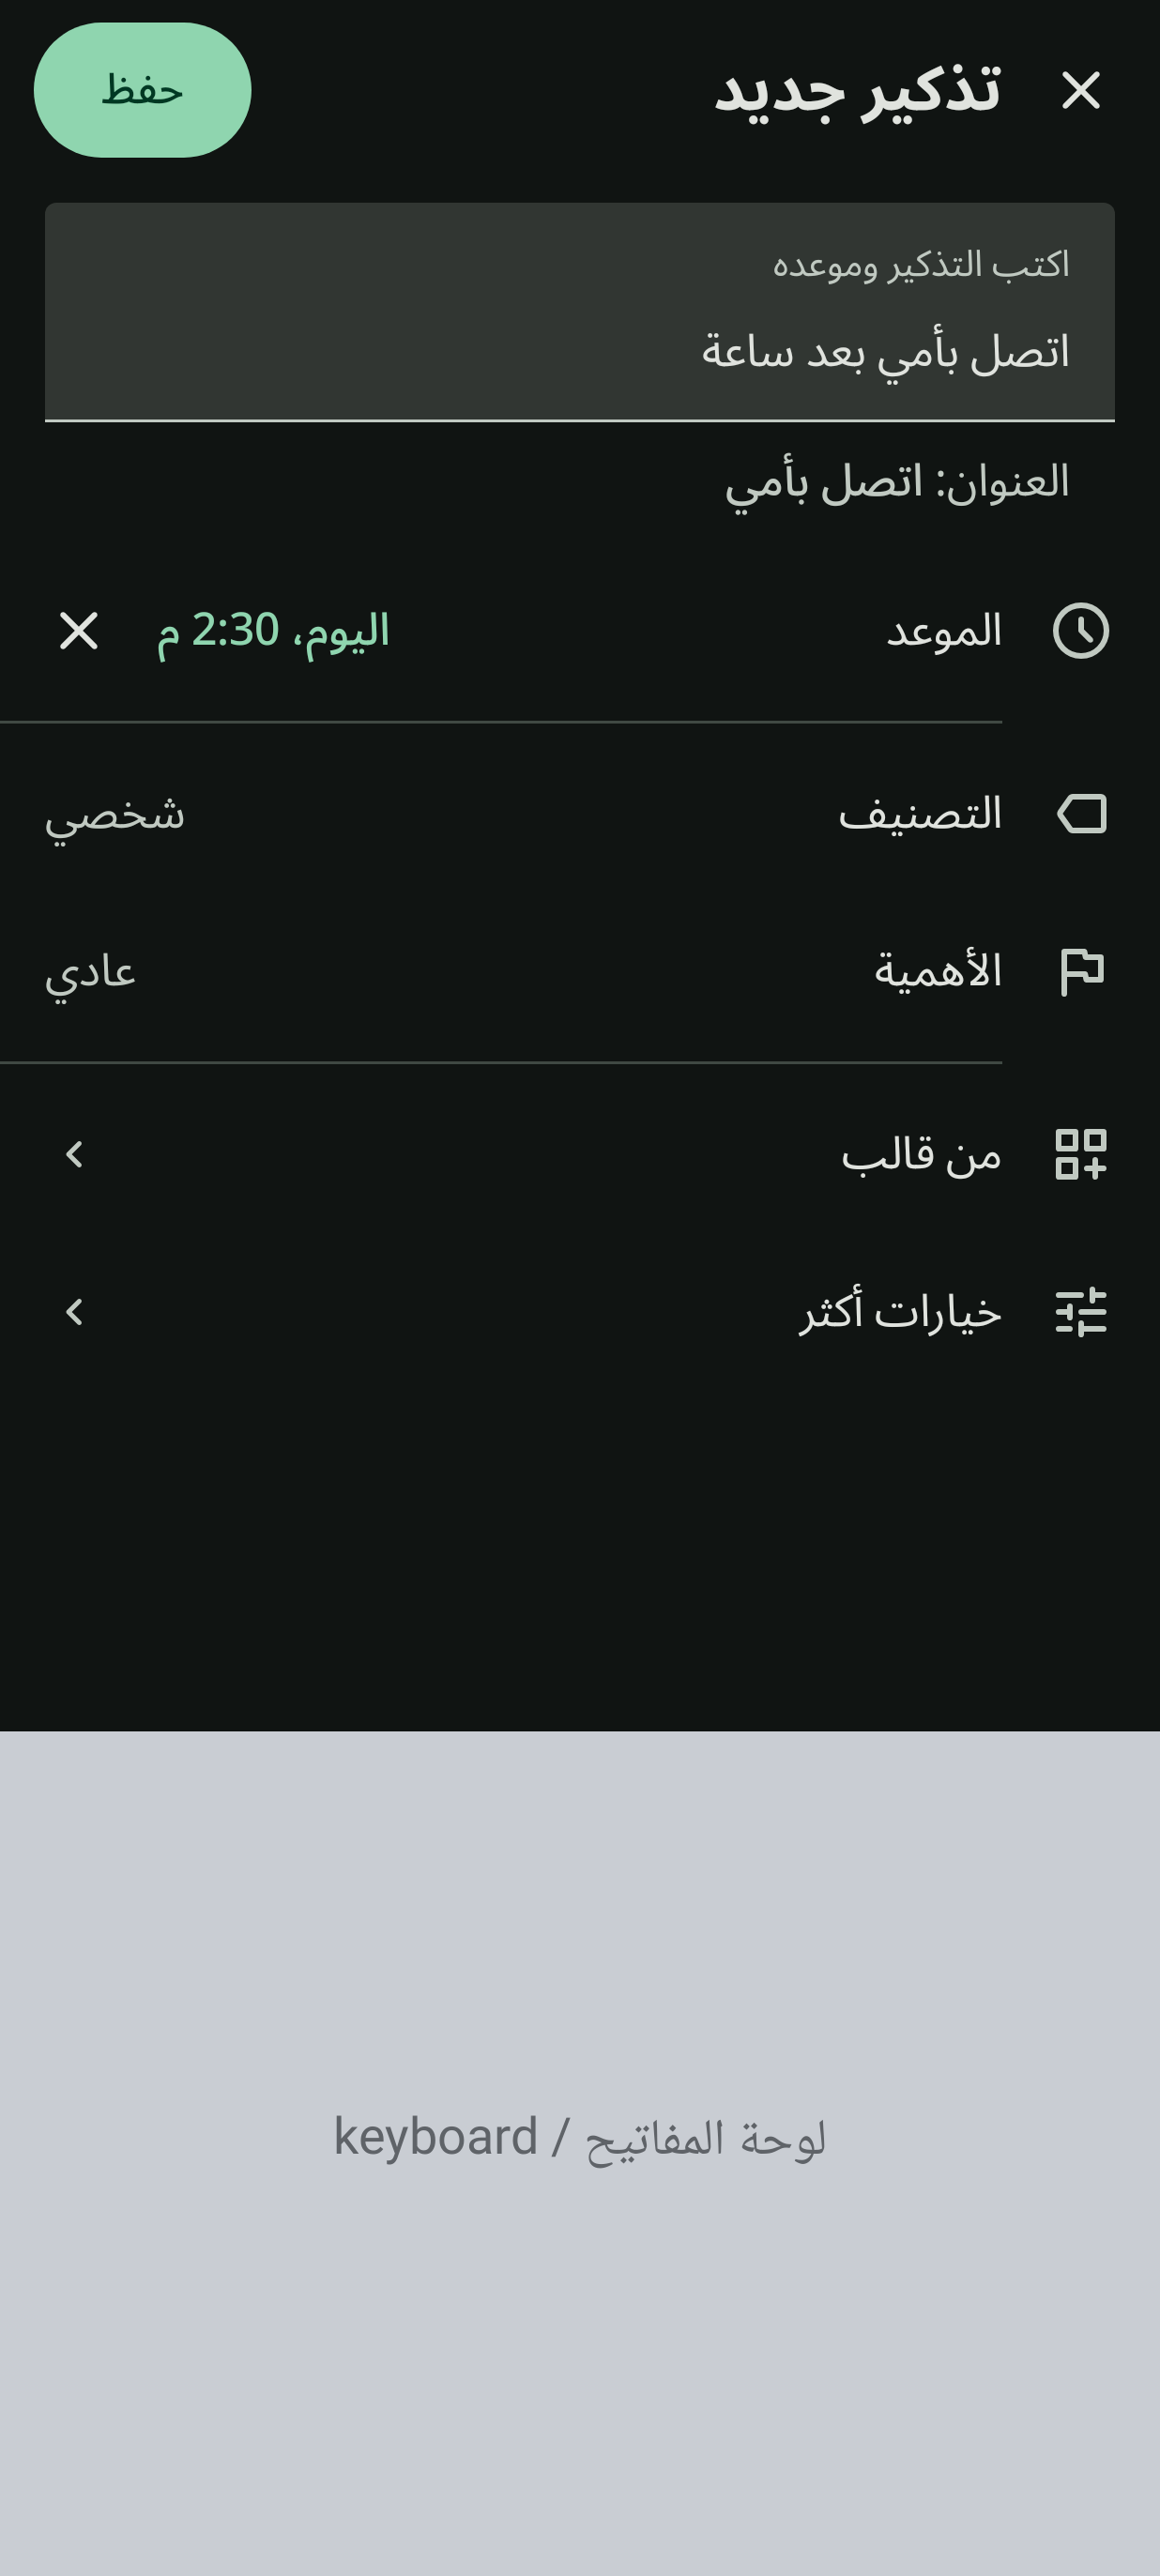 تذكير جديد
حفظ
اكتب التذكير وموعده
اتصل بأمي بعد ساعة
العنوان: اتصل بأمي
الموعد
اليوم، 2:30 م
التصنيف
شخصي
الأهمية
عادي
من قالب
خيارات أكثر
لوحة المفاتيح / keyboard